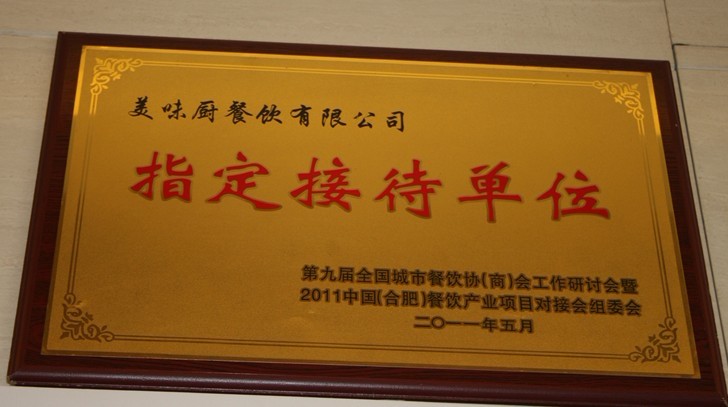 美味厨餐饮有限公司
指定接待单位
第九届全国城市餐饮协(商)会工作研讨会暨
2011中国(合肥)餐饮产业项目对接会组委会
二〇一一年五月